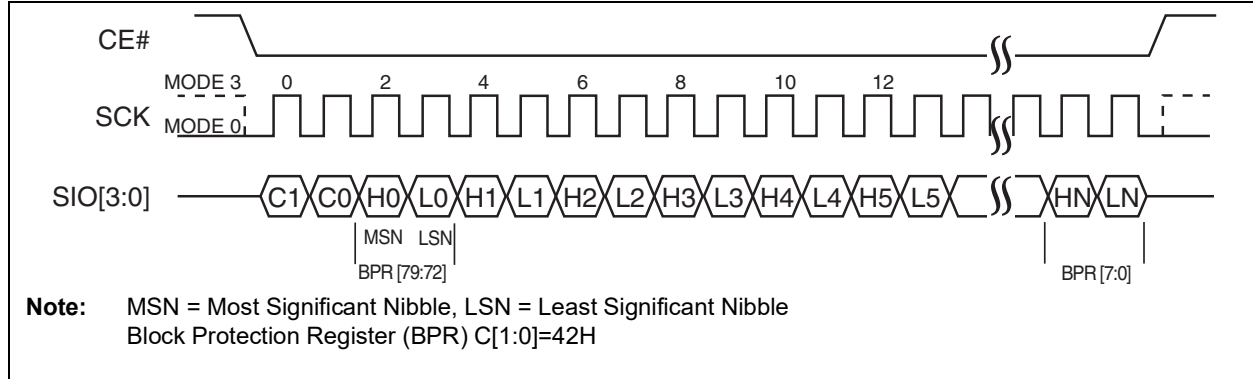 CE#
MODE 3 0 2 4 6 8 10 12
SCK MODE 0
SIO[3:0] C1 C0 H0 L0 H1 L1 H2 L2 H3 L3 H4 L4 H5 L5 HN LN
MSN LSN
BPR [79:72] BPR [7:0]
Note: MSN = Most Significant Nibble, LSN = Least Significant Nibble
Block Protection Register (BPR) C[1:0]=42H